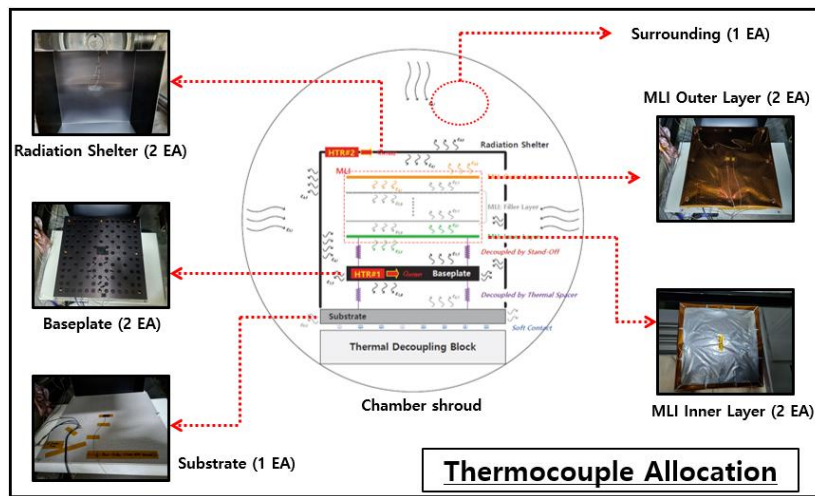 Surrounding (1 EA)
Radiation Shelter (2 EA)
MLI Outer Layer (2 EA)
HTR#2
Radiation Shelter
MLI
MLI: Filler Layer
Decoupled by Stand-Off
HTR#1
Baseplate
Baseplate (2 EA)
Decoupled by Thermal Spacer
Substrate
Soft Contact
Thermal Decoupling Block
Chamber shroud
MLI Inner Layer (2 EA)
Substrate (1 EA)
Thermocouple Allocation